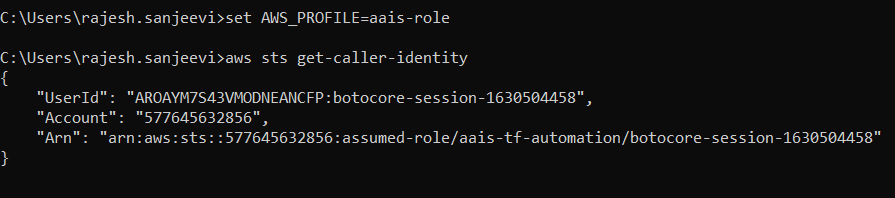 C:\Users\rajesh.sanjeevi>set AWS_PROFILE=aais-role
C:\Users\rajesh.sanjeevi>aws sts get-caller-identity
{
    "UserId": "AROAYM7S43VMODNEANCFP:botocore-session-1630504458",
    "Account": "577645632856",
    "Arn": "arn:aws:sts::577645632856:assumed-role/aais-tf-automation/botocore-session-1630504458"
}